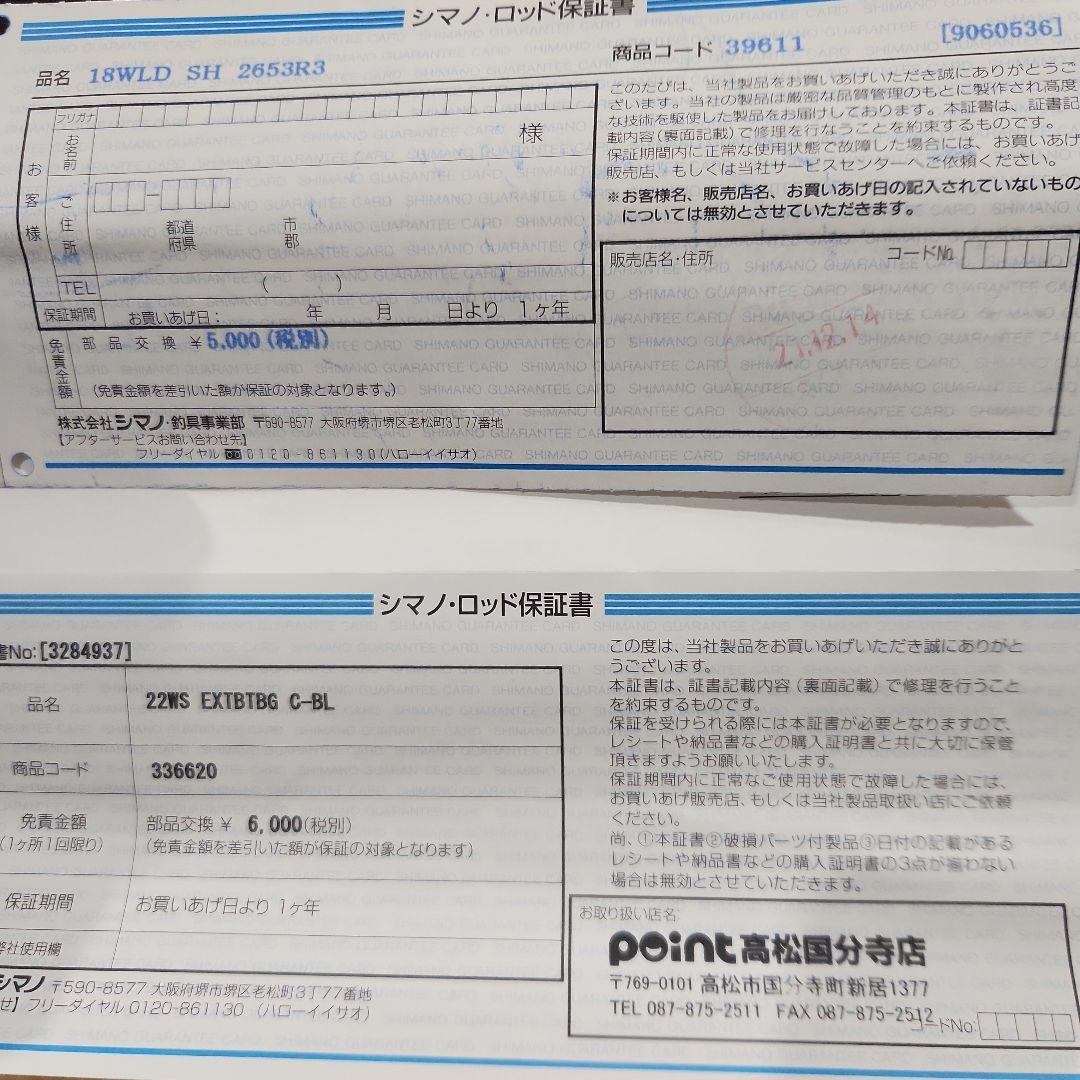 シマノ・ロッド保証書
品名 18WLD SH 2653R3
商品コード 39611 [9060536]
フリガナ
お名前
様
お客様
ご住所
都道府県
市郡
TEL ( )
保証期間 お買いあげ日: 年 月 日より 1ヶ年
免責金額 部品交換 ¥5,000(税別)
(免責金額を差引いた額が保証の対象となります。)
株式会社シマノ・釣具事業部 〒590-8577 大阪府堺市堺区老松町3丁77番地
【アフターサービスお問い合わせ先】
フリーダイヤル 0120-861130(ハローイイサオ)
このたびは、当社製品をお買いあげいただき誠にありがとうご
ざいます。当社の製品は厳密な品質管理のもとに製作され高度
な技術を駆使した製品をお届けしております。本証書は、証書記
載内容(裏面記載)で修理を行なうことを約束するものです。
保証期間内に正常な使用状態で故障した場合には、お買いあげ
販売店、もしくは当社サービスセンターへご依頼ください。
※お客様名、販売店名、お買いあげ日の記入されていないもの
については無効とさせていただきます。
販売店名・住所 コードNo.
21.12.14
シマノ・ロッド保証書
書No:[3284937]
品名 22WS EXTBTBG C-BL
商品コード 336620
免責金額 部品交換 ¥ 6,000(税別)
(1ヶ所1回限り) (免責金額を差引いた額が保証の対象となります)
保証期間 お買いあげ日より 1ヶ年
弊社使用欄
シマノ 〒590-8577 大阪府堺市堺区老松町3丁77番地
せ】フリーダイヤル 0120-861130 (ハローイイサオ)
この度は、当社製品をお買いあげいただき誠にありがと
うございます。
本証書は、証書記載内容(裏面記載)で修理を行うこと
を約束するものです。
保証を受けられる際には本証書が必要となりますので、
レシートや納品書などの購入証明書と共に大切に保管
頂きますようお願いいたします。
保証期間内に正常なご使用状態で故障した場合には、
お買いあげ販売店、もしくは当社製品取扱い店にご依頼
ください。
尚、①本証書②破損パーツ付製品③日付の記載がある
レシートや納品書などの購入証明書の3点が揃わない
場合は無効とさせていただきます。
お取り扱い店名:
point高松国分寺店
〒769-0101 高松市国分寺町新居1377
TEL 087-875-2511 FAX 087-875-2512
コードNo: